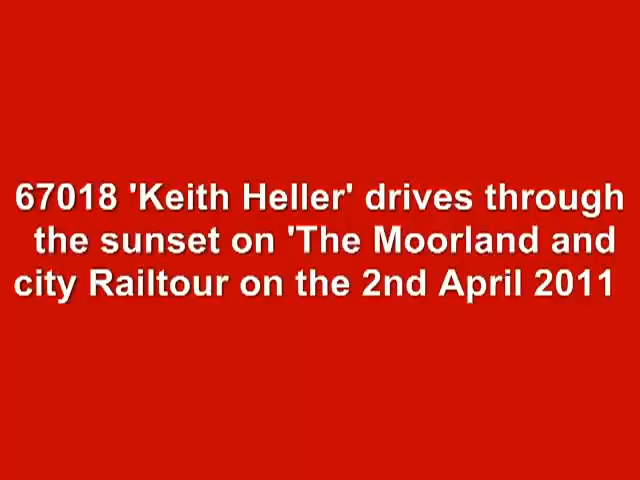 67018 'Keith Heller' drives through
the sunset on 'The Moorland and
city Railtour on the 2nd April 2011